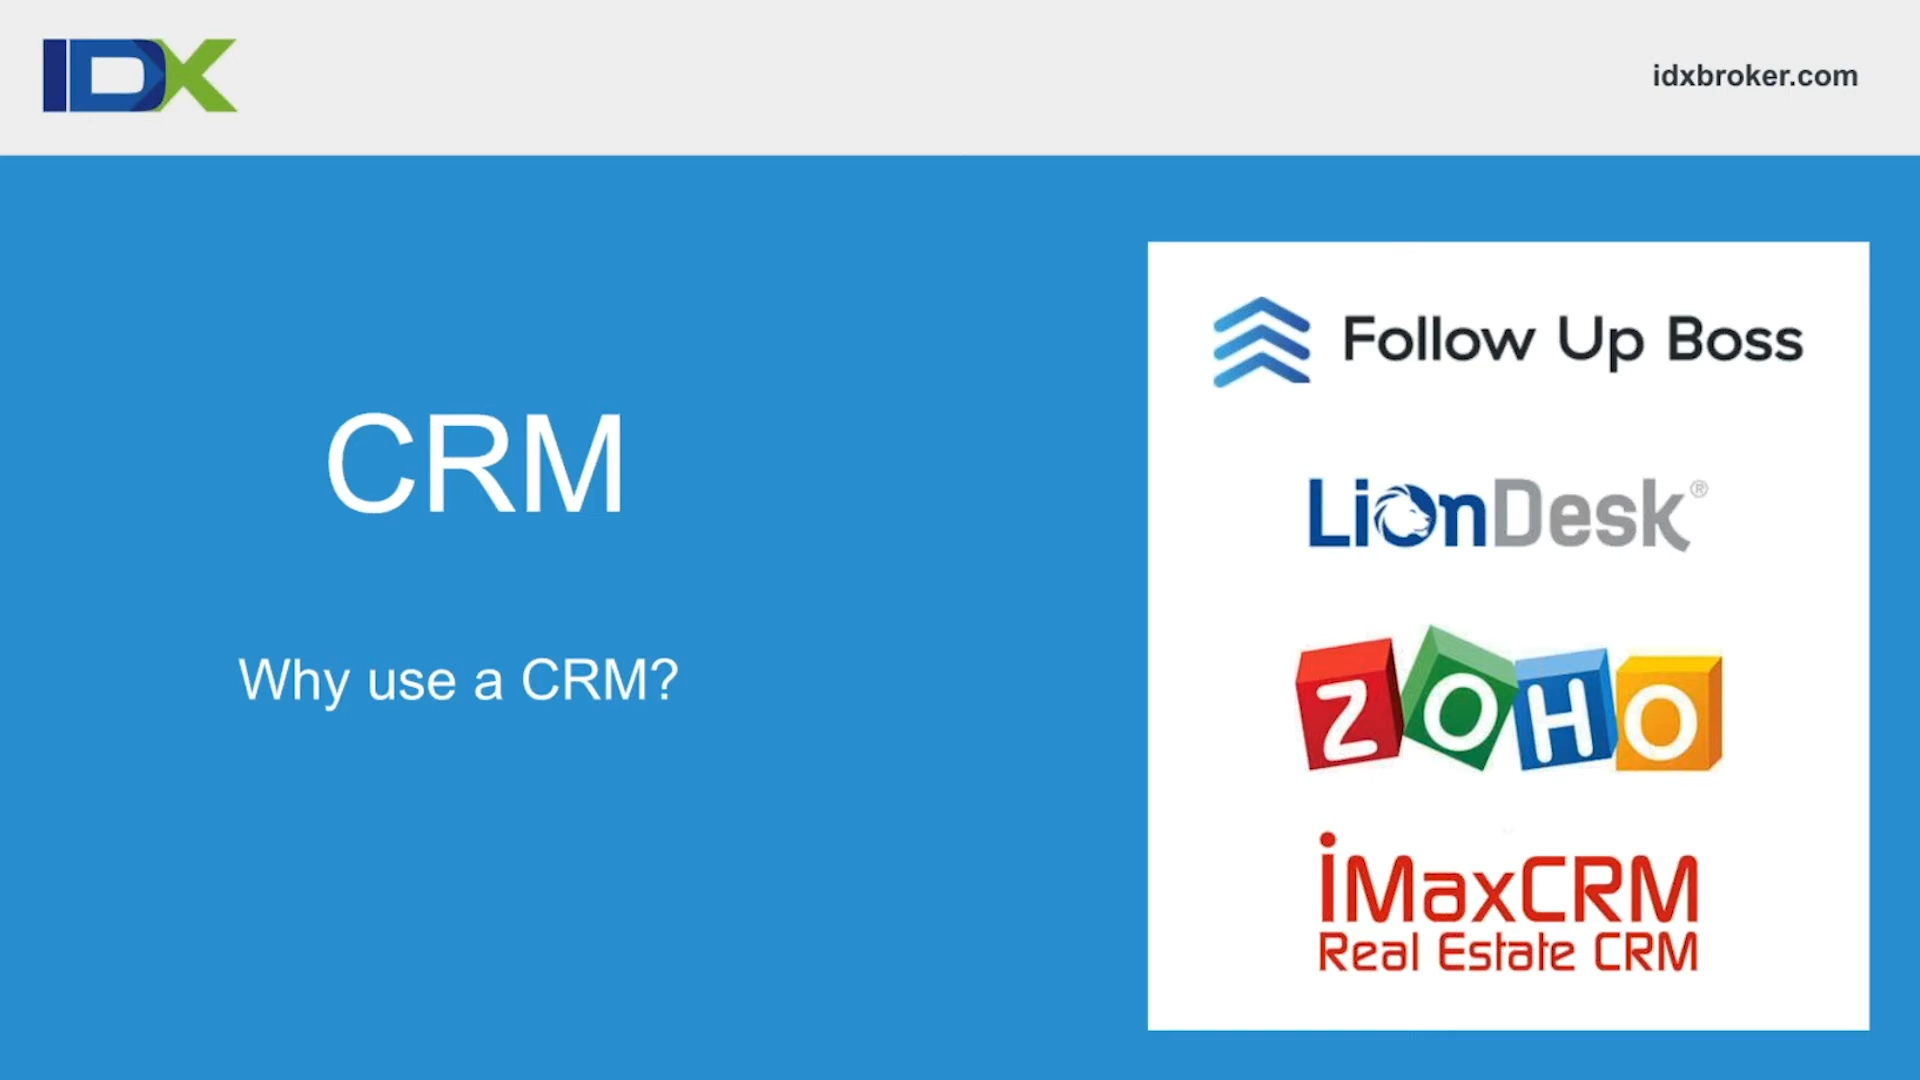 IDX
idxbroker.com
CRM
Why use a CRM?
Follow Up Boss
LionDesk®
ZOHO
iMaxCRM
Real Estate CRM